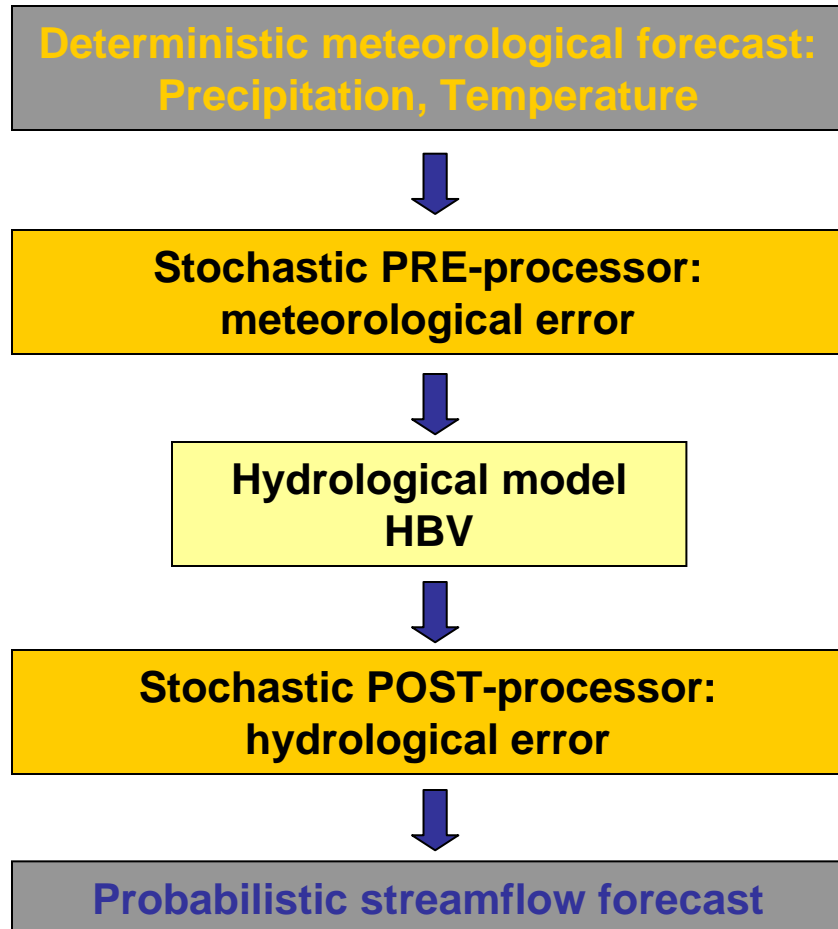 Deterministic meteorological forecast:
Precipitation, Temperature
Stochastic PRE-processor:
meteorological error
Hydrological model
HBV
Stochastic POST-processor:
hydrological error
Probabilistic streamflow forecast